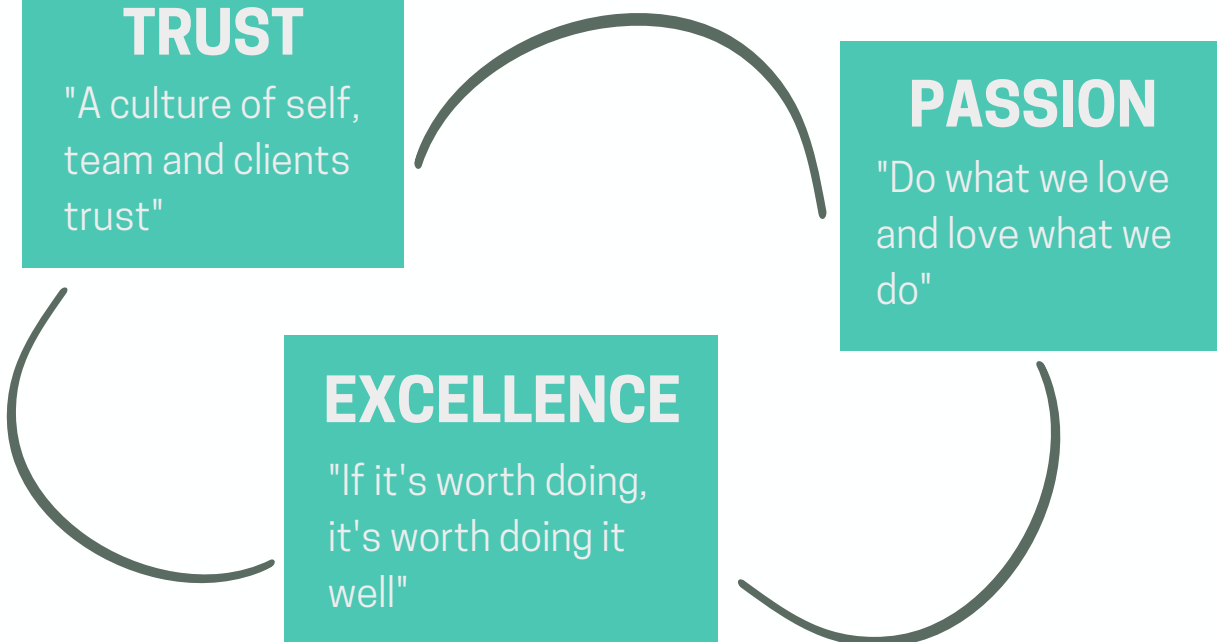 TRUST
"A culture of self,
team and clients
trust"
PASSION
"Do what we love
and love what we
do"
EXCELLENCE
"If it's worth doing,
it's worth doing it
well"